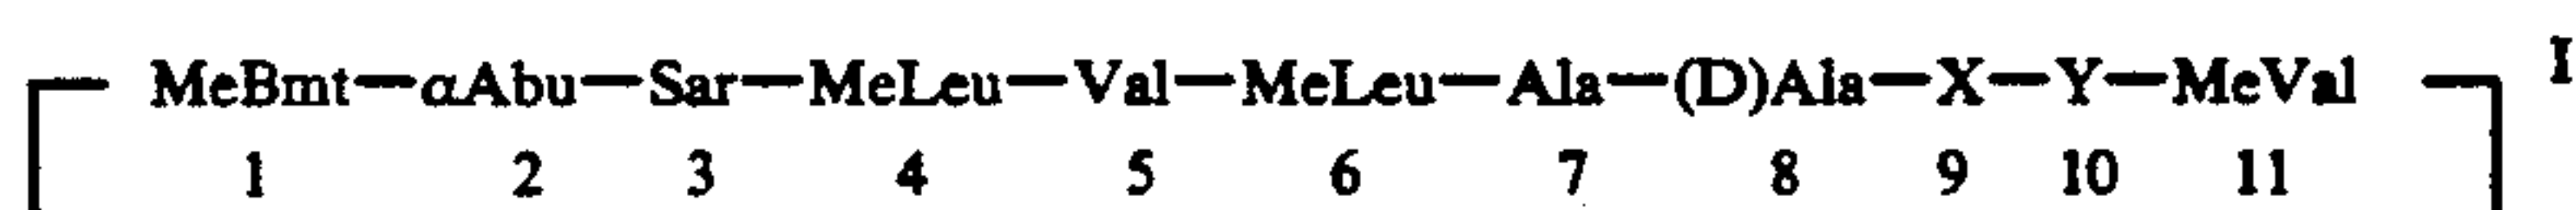 MeBmt—αAbu—Sar—MeLeu—Val—MeLeu—Ala—(D)Ala—X—Y—MeVal I
1 2 3 4 5 6 7 8 9 10 11